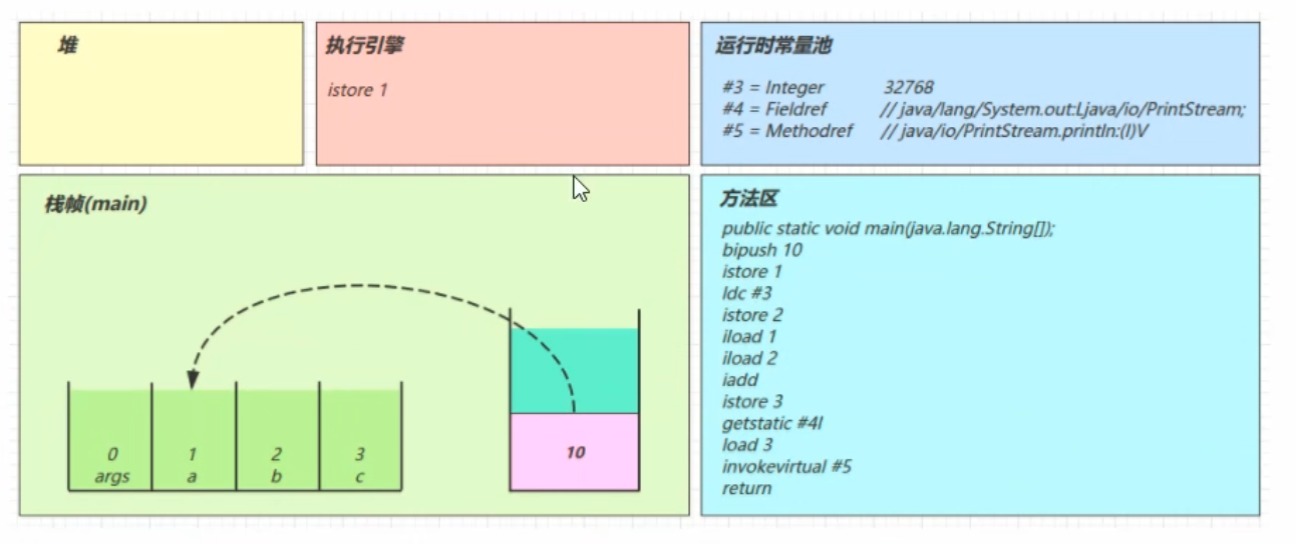 堆
执行引擎
istore 1
运行时常量池
#3 = Integer 32768
#4 = Fieldref // java/lang/System.out:Ljava/io/PrintStream;
#5 = Methodref // java/io/PrintStream.println:(I)V
栈帧(main)
0 1 2 3
args a b c
10
方法区
public static void main(java.lang.String[]);
bipush 10
istore 1
ldc #3
istore 2
iload 1
iload 2
iadd
istore 3
getstatic #4l
load 3
invokevirtual #5
return